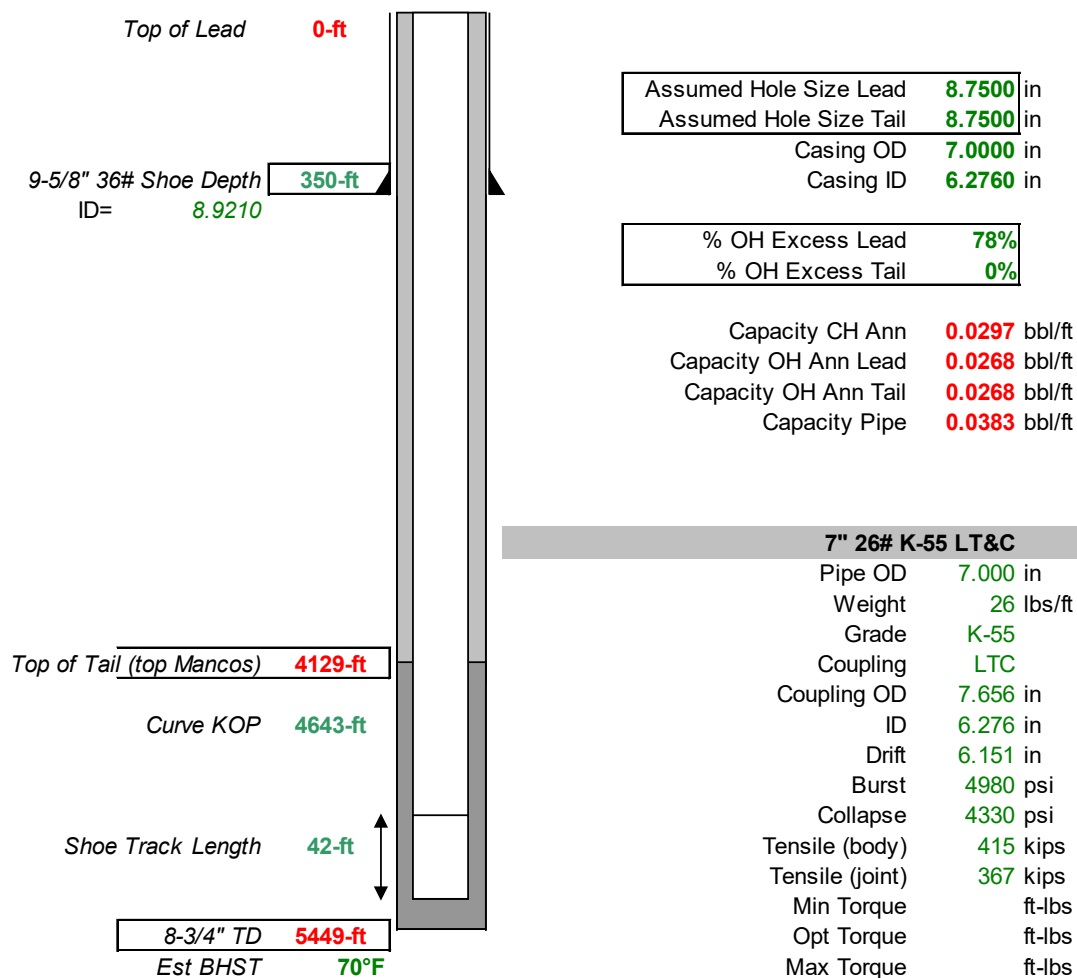 Top of Lead 0-ft
Assumed Hole Size Lead 8.7500 in
Assumed Hole Size Tail 8.7500 in
Casing OD 7.0000 in
9-5/8" 36# Shoe Depth 350-ft
Casing ID 6.2760 in
ID= 8.9210
% OH Excess Lead 78%
% OH Excess Tail 0%
Capacity CH Ann 0.0297 bbl/ft
Capacity OH Ann Lead 0.0268 bbl/ft
Capacity OH Ann Tail 0.0268 bbl/ft
Capacity Pipe 0.0383 bbl/ft
7" 26# K-55 LT&C
Pipe OD 7.000 in
Weight 26 lbs/ft
Grade K-55
Top of Tail (top Mancos) 4129-ft
Coupling LTC
Coupling OD 7.656 in
Curve KOP 4643-ft
ID 6.276 in
Drift 6.151 in
Burst 4980 psi
Collapse 4330 psi
Shoe Track Length 42-ft
Tensile (body) 415 kips
Tensile (joint) 367 kips
Min Torque ft-lbs
8-3/4" TD 5449-ft
Opt Torque ft-lbs
Est BHST 70°F
Max Torque ft-lbs